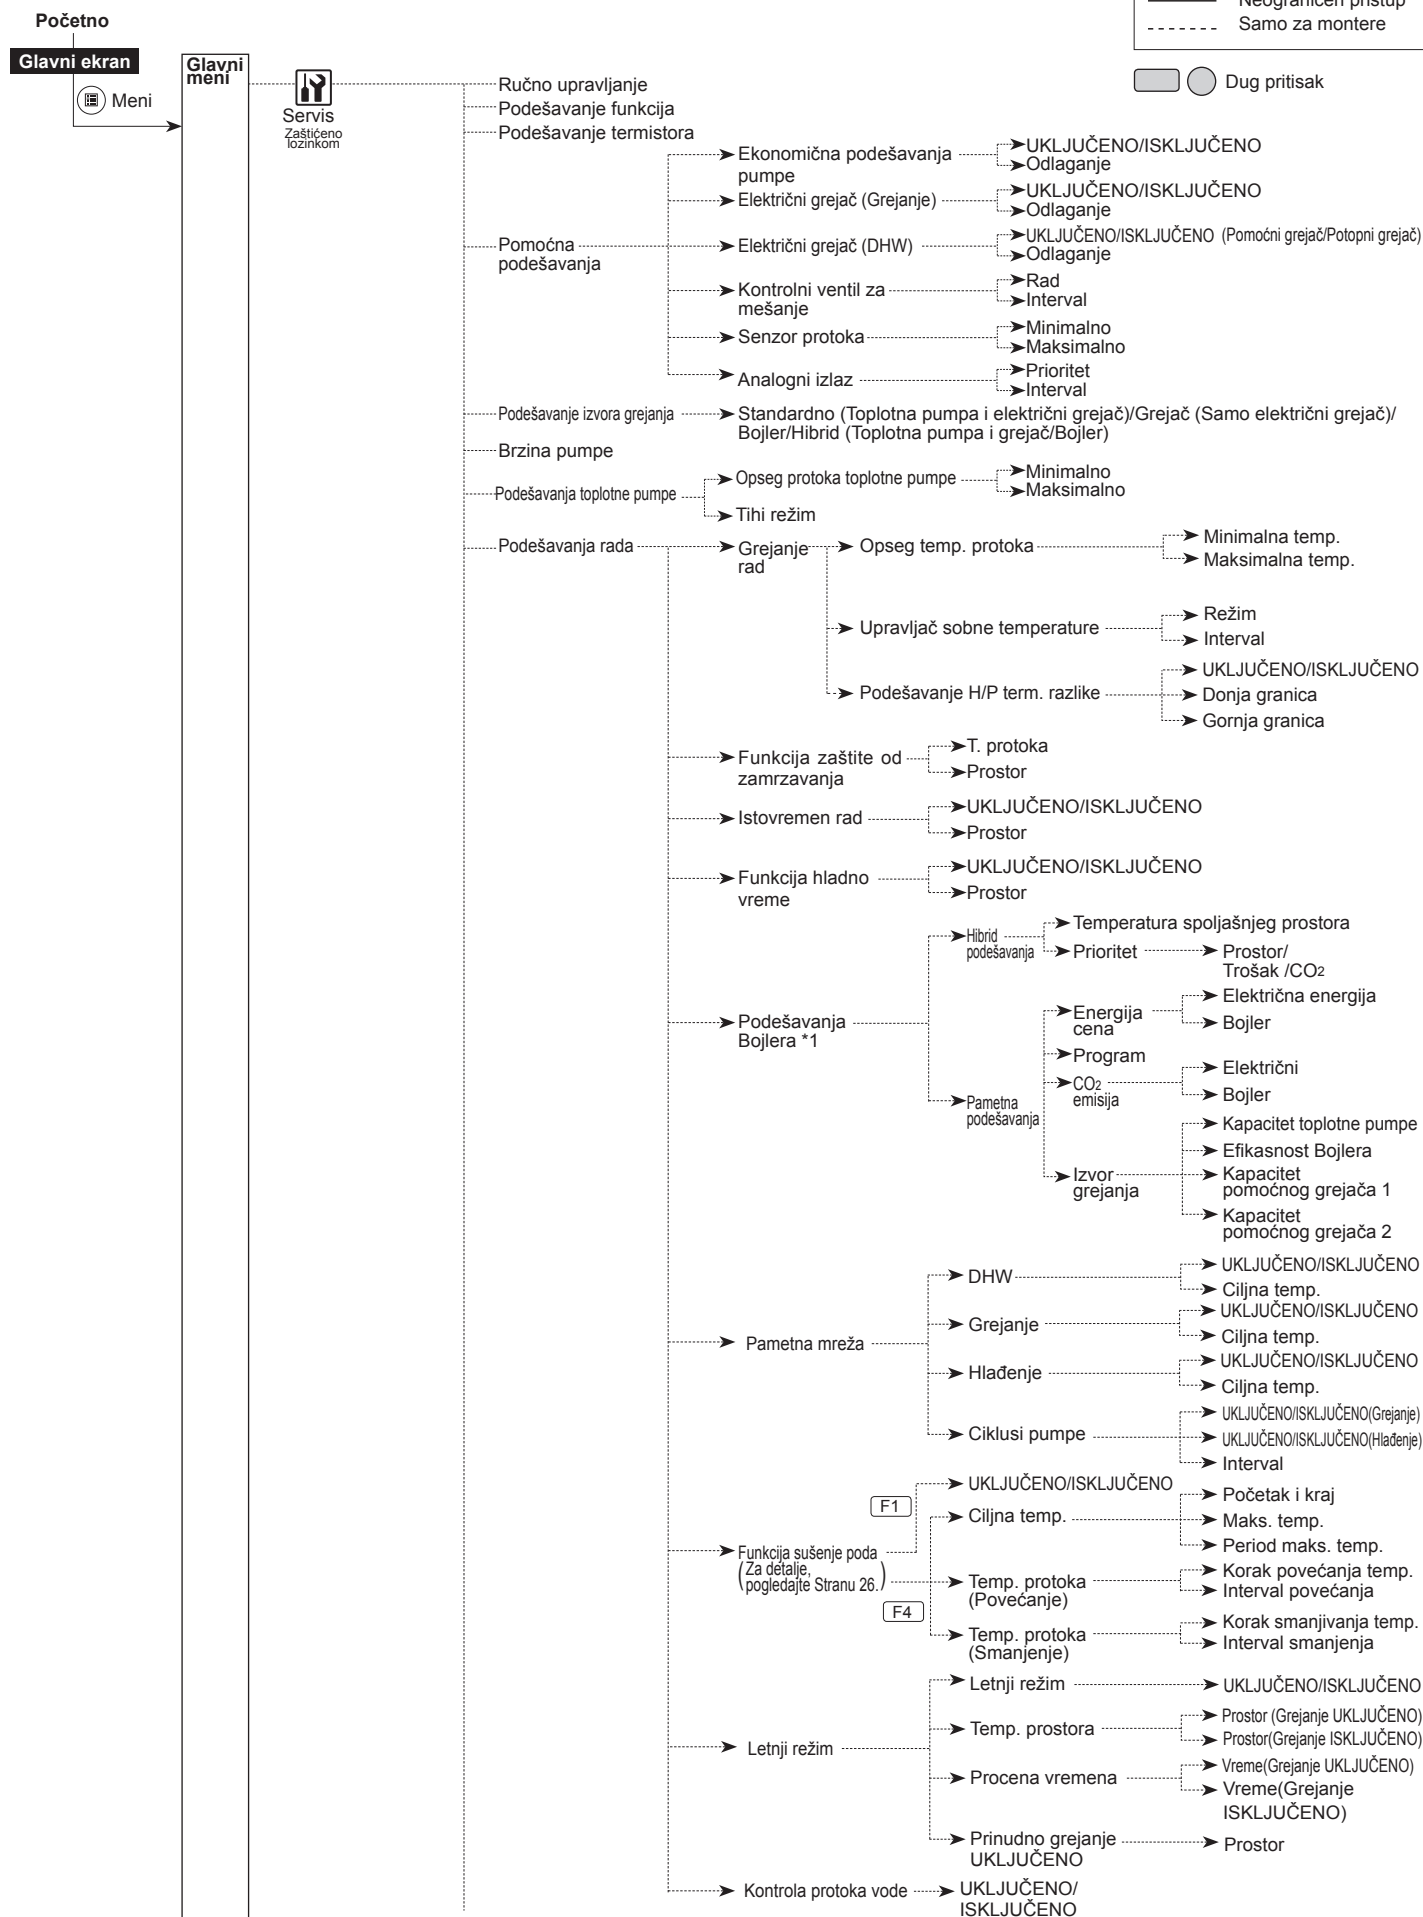 Neograničen pristup
Samo za montere
Dug pritisak
Početno
Glavni ekran
Meni
Glavni
meni
Servis
Zaštićeno
lozinkom
Ručno upravljanje
Podešavanje funkcija
Podešavanje termistora
Pomoćna
podešavanja
Ekonomična podešavanja
pumpe
UKLJUČENO/ISKLJUČENO
Odlaganje
Električni grejač (Grejanje)
UKLJUČENO/ISKLJUČENO
Odlaganje
Električni grejač (DHW)
UKLJUČENO/ISKLJUČENO (Pomoćni grejač/Potopni grejač)
Odlaganje
Kontrolni ventil za
mešanje
Rad
Interval
Senzor protoka
Minimalno
Maksimalno
Analogni izlaz
Prioritet
Interval
Podešavanje izvora grejanja
Standardno (Toplotna pumpa i električni grejač)/Grejač (Samo električni grejač)/
Bojler/Hibrid (Toplotna pumpa i grejač/Bojler)
Brzina pumpe
Podešavanja toplotne pumpe
Opseg protoka toplotne pumpe
Minimalno
Maksimalno
Tihi režim
Podešavanja rada
Grejanje
rad
Opseg temp. protoka
Minimalna temp.
Maksimalna temp.
Upravljač sobne temperature
Režim
Interval
Podešavanje H/P term. razlike
UKLJUČENO/ISKLJUČENO
Donja granica
Gornja granica
Funkcija zaštite od
zamrzavanja
T. protoka
Prostor
Istovremen rad
UKLJUČENO/ISKLJUČENO
Prostor
Funkcija hladno
vreme
UKLJUČENO/ISKLJUČENO
Prostor
Podešavanja
Bojlera *1
Hibrid
podešavanja
Temperatura spoljašnjeg prostora
Prioritet
Prostor/
Trošak /CO2
Pametna
podešavanja
Energija
cena
Električna energija
Bojler
Program
CO2
emisija
Električni
Bojler
Izvor
grejanja
Kapacitet toplotne pumpe
Efikasnost Bojlera
Kapacitet
pomoćnog grejača 1
Kapacitet
pomoćnog grejača 2
Pametna mreža
DHW
UKLJUČENO/ISKLJUČENO
Ciljna temp.
Grejanje
UKLJUČENO/ISKLJUČENO
Ciljna temp.
Hlađenje
UKLJUČENO/ISKLJUČENO
Ciljna temp.
Ciklusi pumpe
UKLJUČENO/ISKLJUČENO(Grejanje)
UKLJUČENO/ISKLJUČENO(Hlađenje)
Interval
Funkcija sušenje poda
(Za detalje,
pogledajte Stranu 26.)
F1
UKLJUČENO/ISKLJUČENO
F4
Ciljna temp.
Početak i kraj
Maks. temp.
Period maks. temp.
Temp. protoka
(Povećanje)
Korak povećanja temp.
Interval povećanja
Temp. protoka
(Smanjenje)
Korak smanjivanja temp.
Interval smanjenja
Letnji režim
Letnji režim
UKLJUČENO/ISKLJUČENO
Temp. prostora
Prostor (Grejanje UKLJUČENO)
Prostor(Grejanje ISKLJUČENO)
Procena vremena
Vreme(Grejanje UKLJUČENO)
Vreme(Grejanje
ISKLJUČENO)
Prinudno grejanje
UKLJUČENO
Prostor
Kontrola protoka vode
UKLJUČENO/
ISKLJUČENO